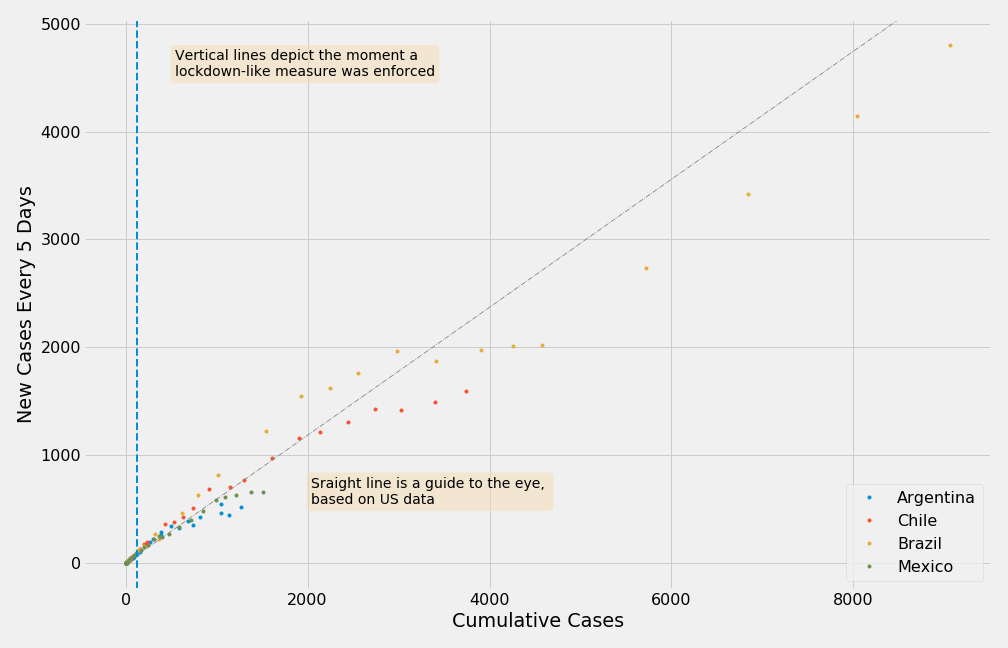 5000
Vertical lines depict the moment a
lockdown-like measure was enforced
4000
3000
2000
1000
0
New Cases Every 5 Days
Sraight line is a guide to the eye,
based on US data
Argentina
Chile
Brazil
Mexico
0
2000
4000
6000
8000
Cumulative Cases